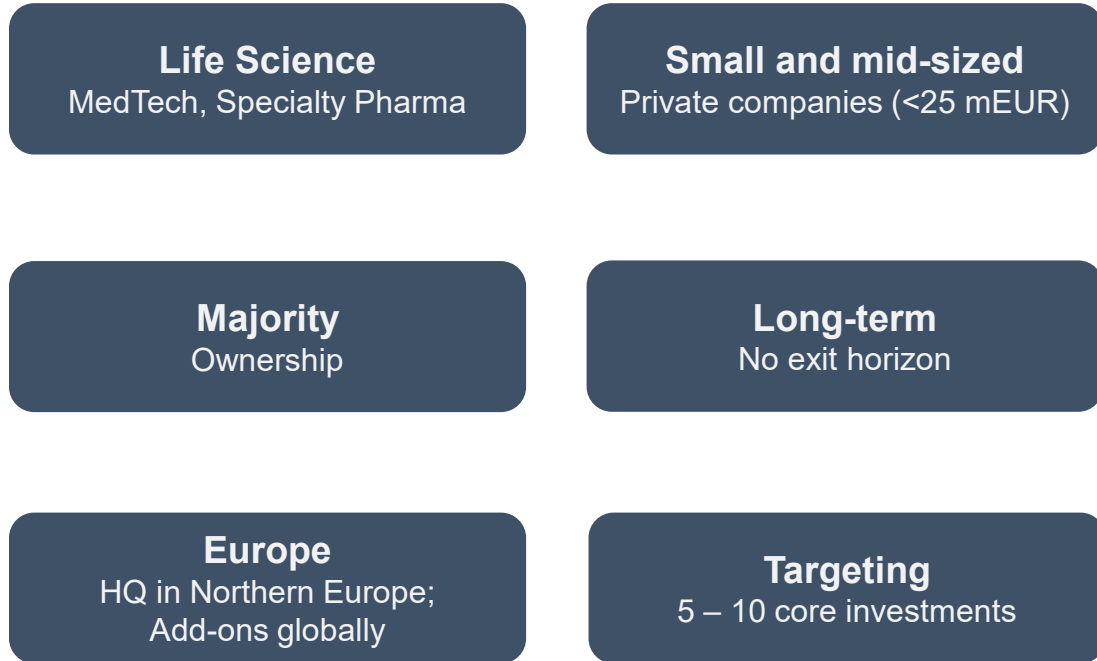 Life Science
MedTech, Specialty Pharma
Small and mid-sized
Private companies (<25 mEUR)
Majority
Ownership
Long-term
No exit horizon
Europe
HQ in Northern Europe;
Add-ons globally
Targeting
5 – 10 core investments